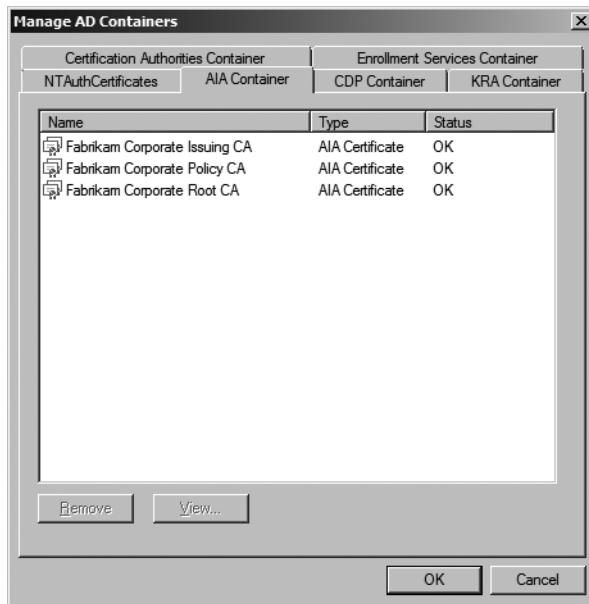 Manage AD Containers
Certification Authorities Container Enrollment Services Container
NTAuthCertificates AIA Container CDP Container KRA Container
Name Type Status
Fabrikam Corporate Issuing CA AIA Certificate OK
Fabrikam Corporate Policy CA AIA Certificate OK
Fabrikam Corporate Root CA AIA Certificate OK
Remove View...
OK Cancel